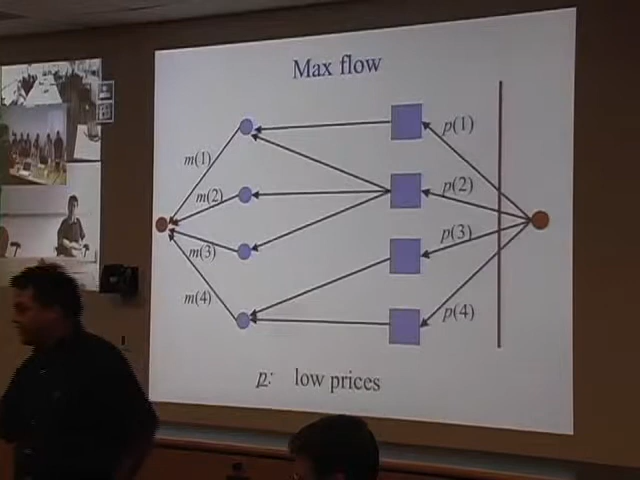 Max flow
m(1)
m(2)
m(3)
m(4)
p(1)
p(2)
p(3)
p(4)
p: low prices